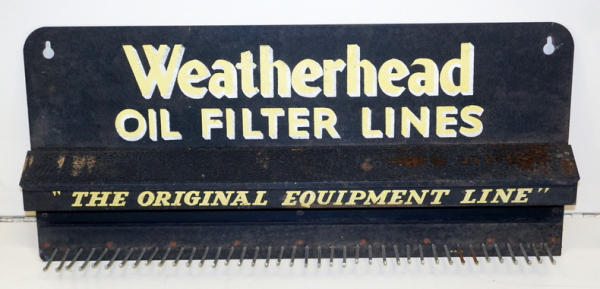 Weatherhead
OIL FILTER LINES
"THE ORIGINAL EQUIPMENT LINE"